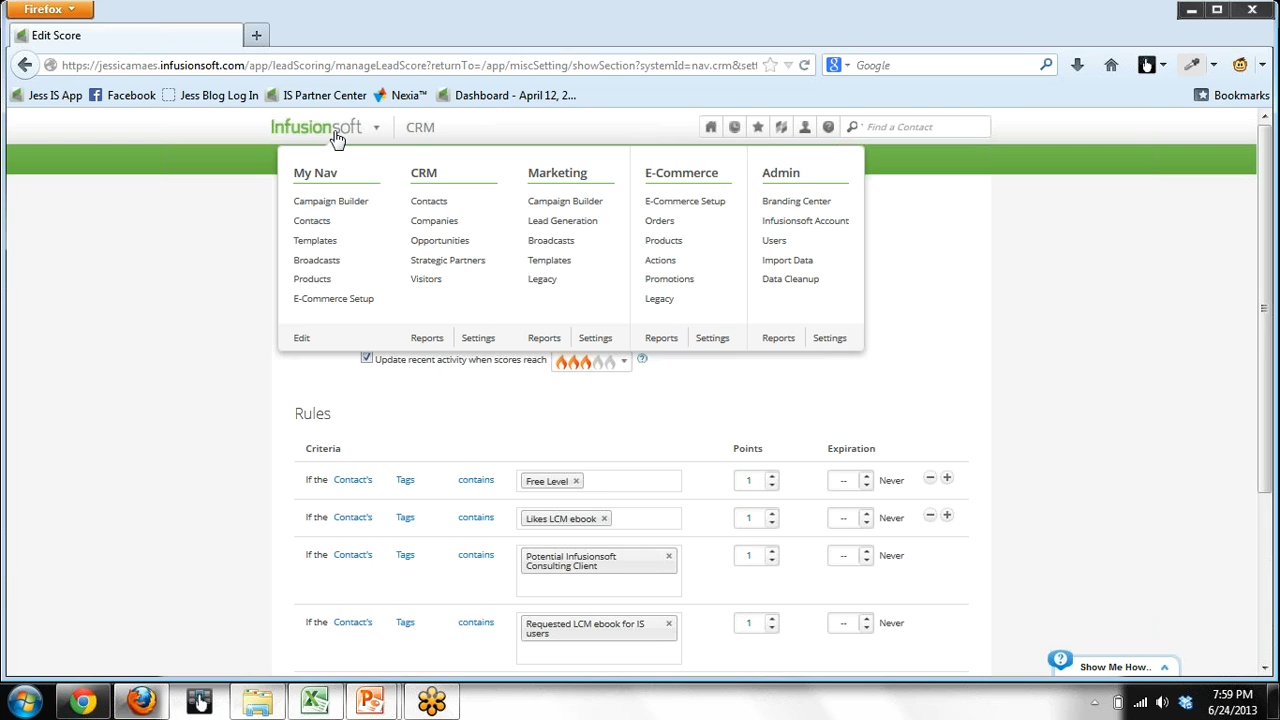 Firefox
Edit Score
https://jessicamaes.infusionsoft.com/app/leadScoring/manageLeadScore?returnTo=/app/miscSetting/showSection?systemId=nav.crm&set
Google
Jess IS App
Facebook
Jess Blog Log In
IS Partner Center
Nexia™
Dashboard - April 12, 2...
Bookmarks
Infusionsoft
CRM
Find a Contact
My Nav
CRM
Marketing
E-Commerce
Admin
Campaign Builder
Contacts
Campaign Builder
E-Commerce Setup
Branding Center
Contacts
Companies
Lead Generation
Orders
Infusionsoft Account
Templates
Opportunities
Broadcasts
Products
Users
Broadcasts
Strategic Partners
Templates
Actions
Import Data
Products
Visitors
Legacy
Promotions
Data Cleanup
E-Commerce Setup
Legacy
Edit
Reports
Settings
Reports
Settings
Reports
Settings
Reports
Settings
Update recent activity when scores reach
Rules
Criteria
Points
Expiration
If the Contact's Tags contains Free Level 1 -- Never
If the Contact's Tags contains Likes LCM ebook 1 -- Never
If the Contact's Tags contains Potential Infusionsoft 1 -- Never
Consulting Client
If the Contact's Tags contains Requested LCM ebook for IS 1 -- Never
users
Show Me How..
7:59 PM
6/24/2013